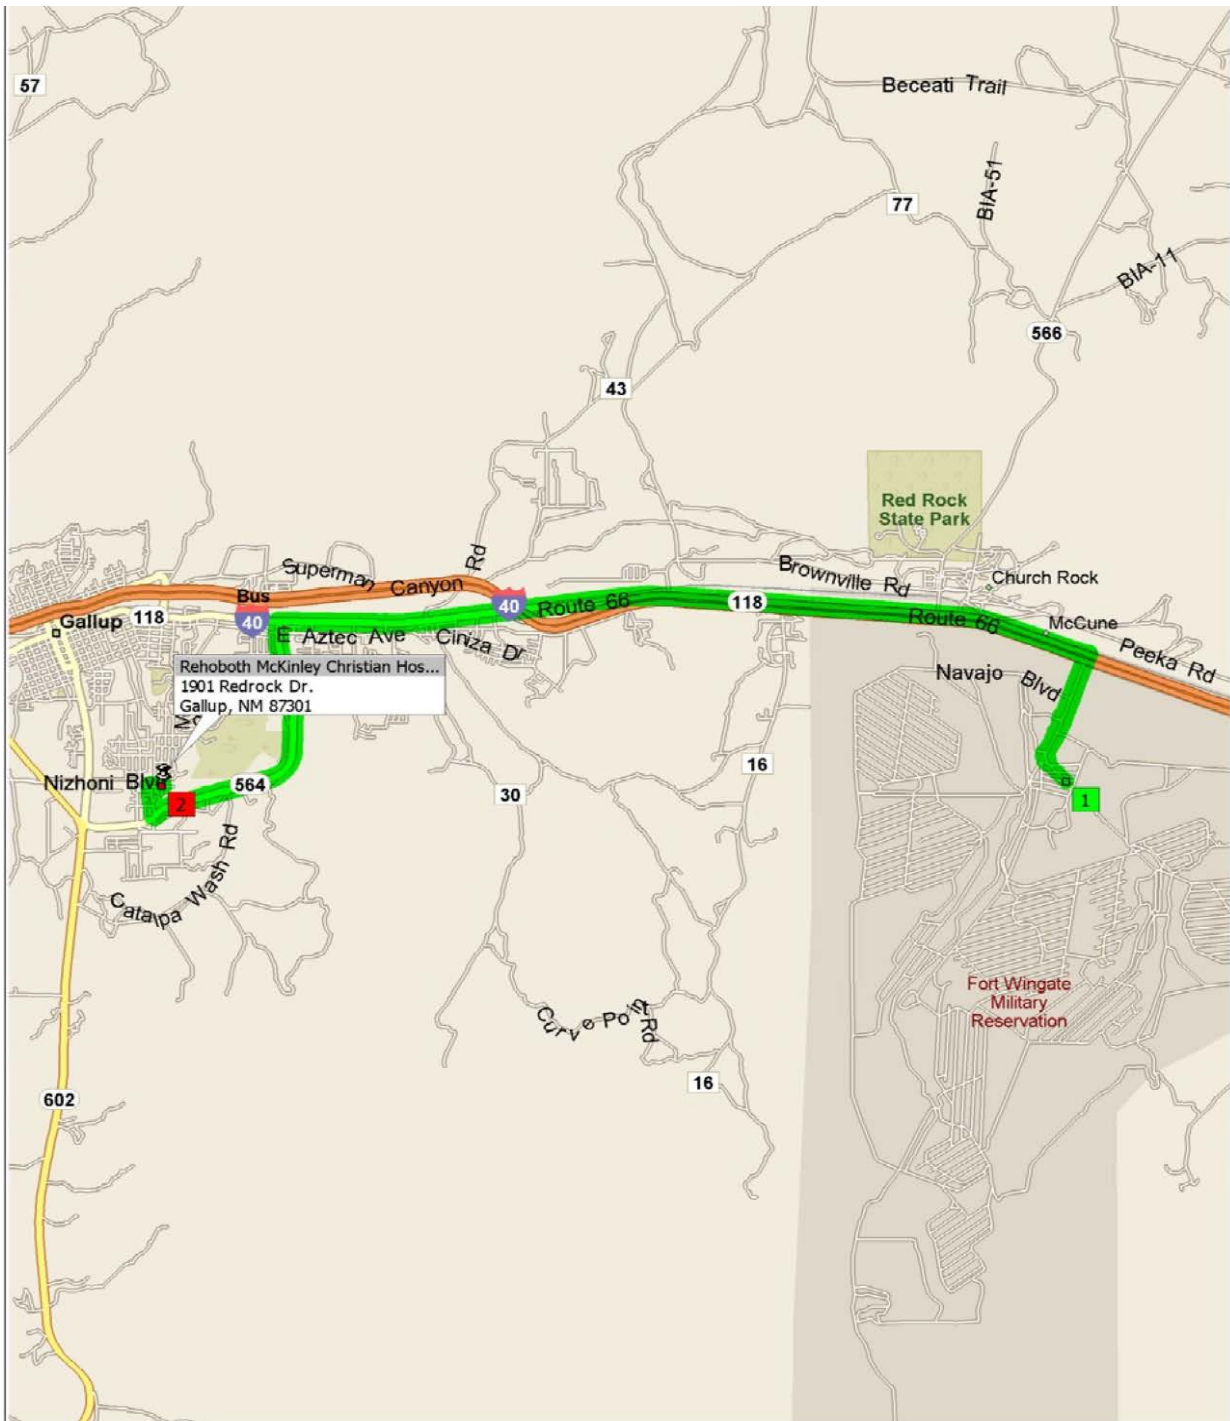 57
Beceati Trail
BIA-51
77
BIA-11
566
43
Red Rock
State Park
Superman Canyon Rd
Brownville Rd
Church Rock
Bus
40
40
Route 66
118
Route 66
McCune
Gallup
118
E Aztec Ave
Ciniza Dr
Peeka Rd
Navajo Blvd
Rehoboth McKinley Christian Hos...
1901 Redrock Dr.
Gallup, NM 87301
Nizhoni Blvd
564
2
1
16
30
Catalpa Wash Rd
Fort Wingate
Military
Reservation
Curve Point Rd
16
602